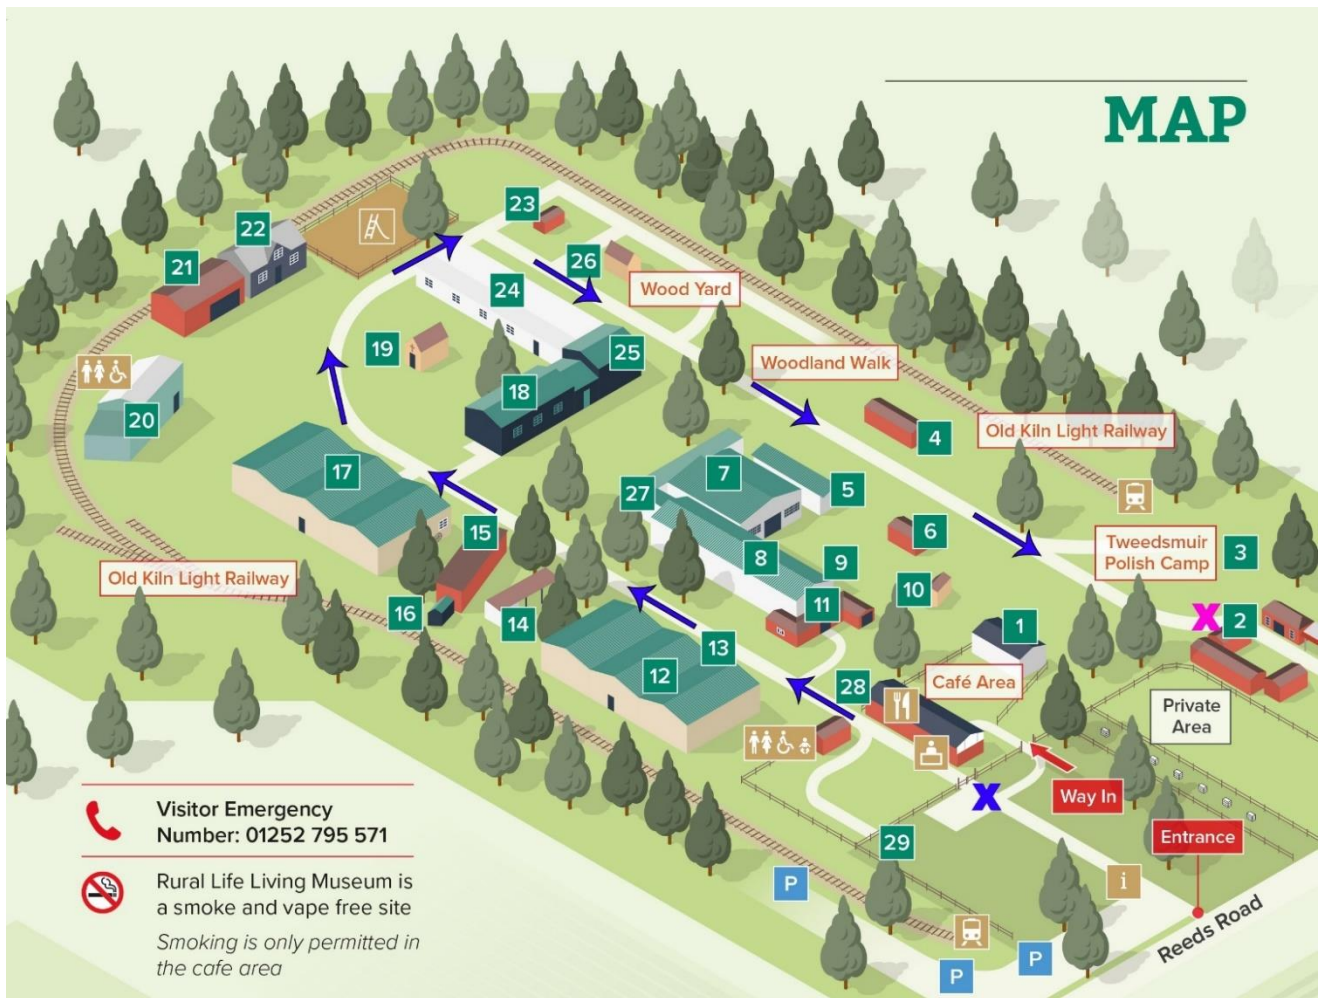 MAP
23
22
26
21
24
Wood Yard
19
25
Woodland Walk
18
4
Old Kiln Light Railway
20
17
7
5
27
15
6
8
Tweedsmuir
Polish Camp
3
9
Old Kiln Light Railway
10
16
14
11
X
2
1
13
12
28
Café Area
Private
Area
X
Way In
Visitor Emergency
Number: 01252 795 571
Entrance
29
P
i
Rural Life Living Museum is
a smoke and vape free site
Smoking is only permitted in
the cafe area
Reeds Road
P
P